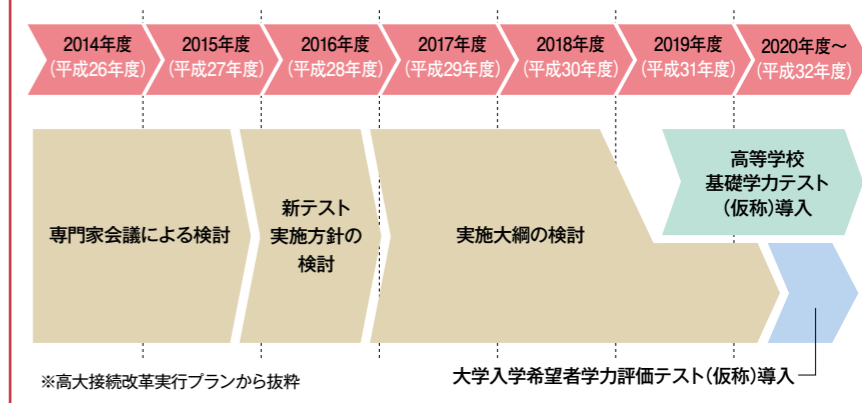 2014年度
(平成26年度)
2015年度
(平成27年度)
2016年度
(平成28年度)
2017年度
(平成29年度)
2018年度
(平成30年度)
2019年度
(平成31年度)
2020年度～
(平成32年度)
専門家会議による検討
新テスト
実施方針の
検討
実施大綱の検討
高等学校
基礎学力テスト
(仮称)導入
※高大接続改革実行プランから抜粋
大学入学希望者学力評価テスト(仮称)導入